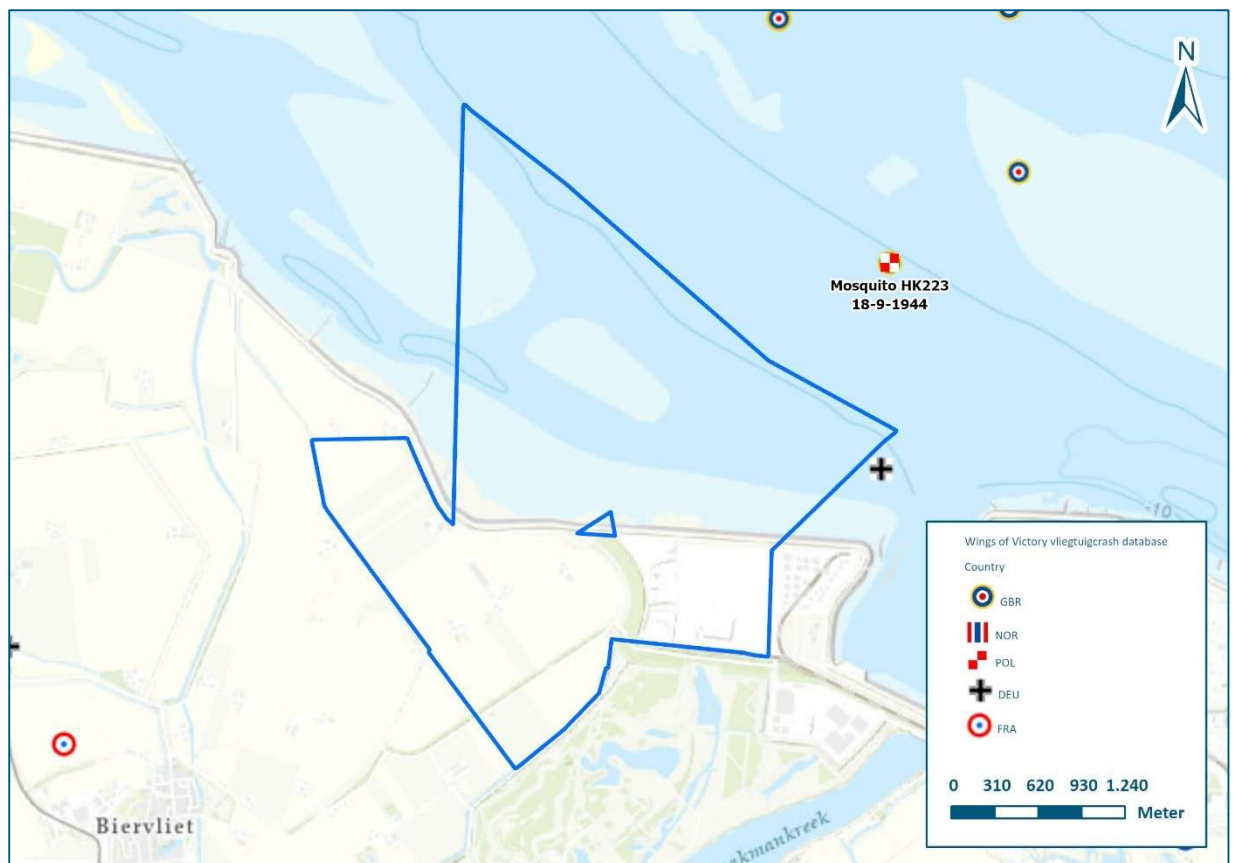 N
Mosquito HK223
18-9-1944
-10
Wings of Victory vliegtuigcrash database
Country
GBR
NOR
POL
DEU
FRA
0 310 620 930 1.240
Meter
Biervliet
akmankreek